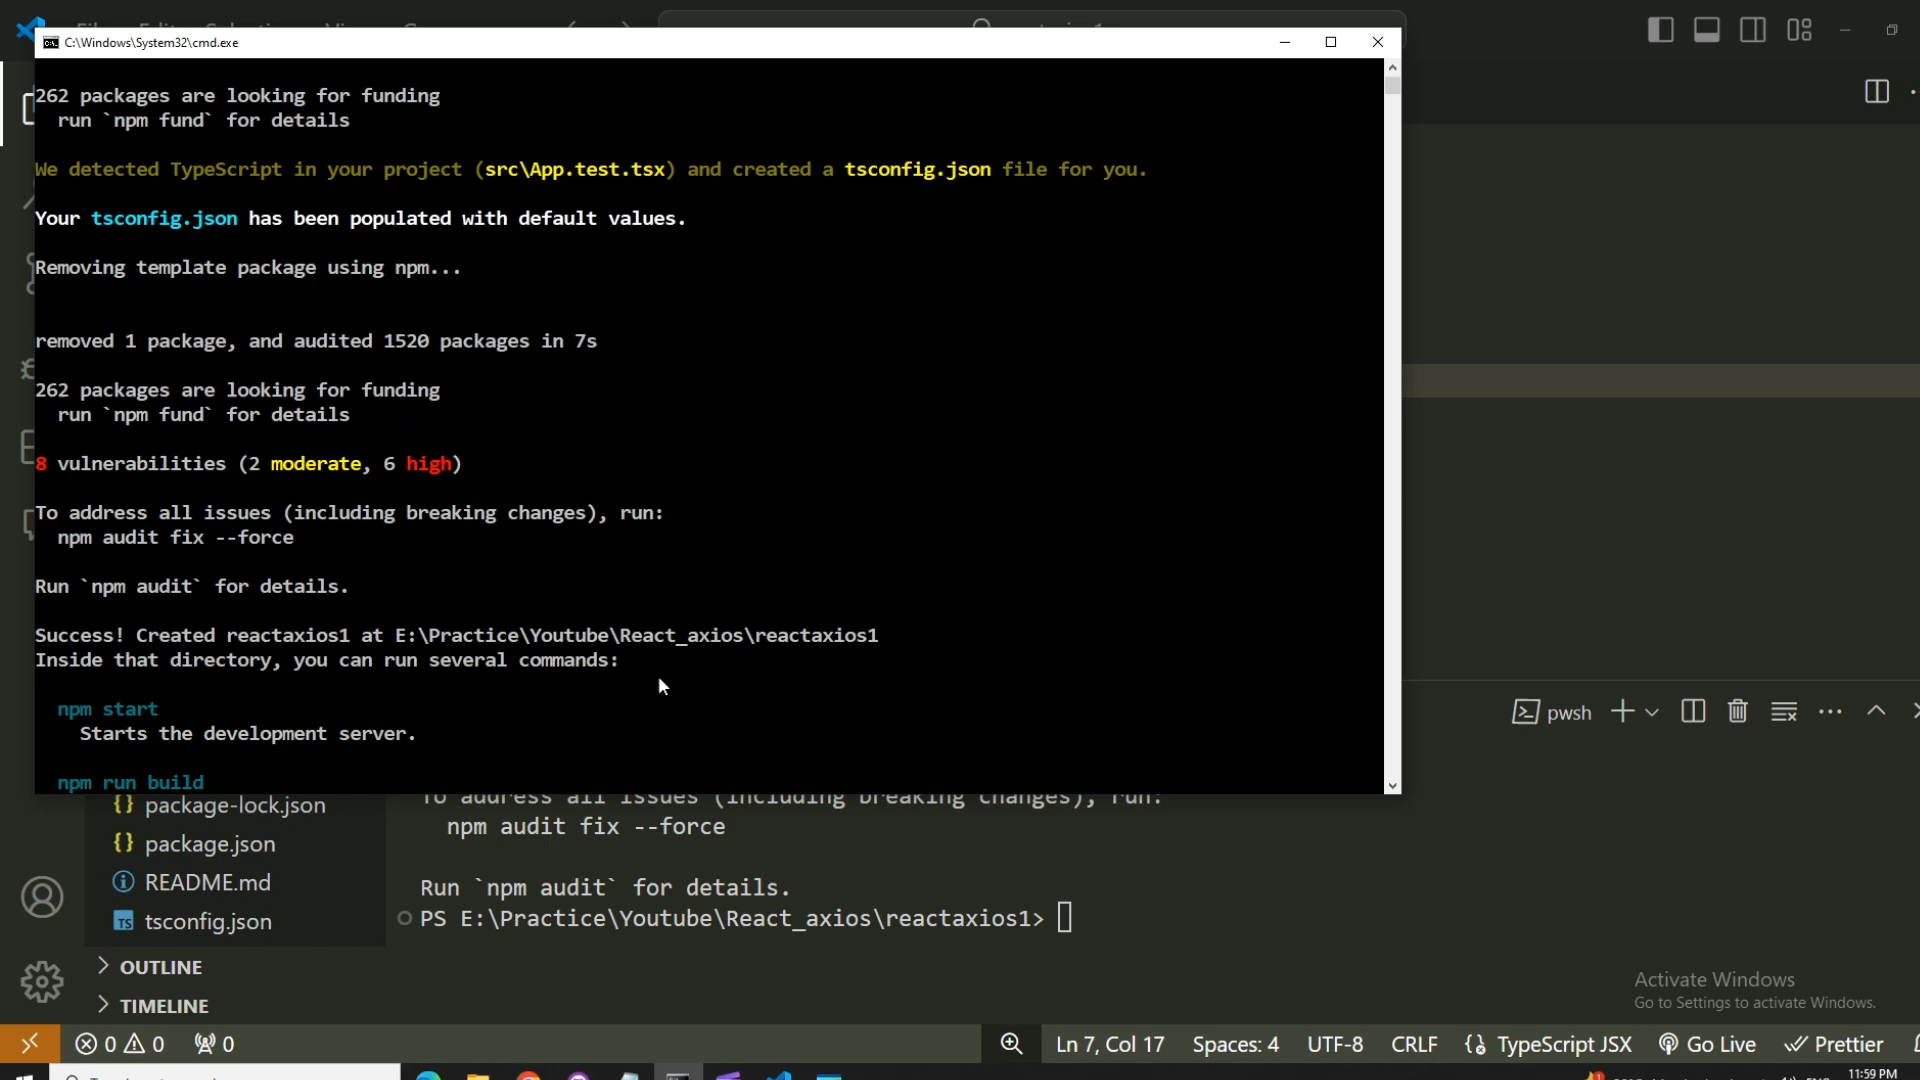 C:\Windows\System32\cmd.exe
262 packages are looking for funding
run `npm fund` for details
We detected TypeScript in your project (src\App.test.tsx) and created a tsconfig.json file for you.
Your tsconfig.json has been populated with default values.
Removing template package using npm...
removed 1 package, and audited 1520 packages in 7s
262 packages are looking for funding
run `npm fund` for details
8 vulnerabilities (2 moderate, 6 high)
To address all issues (including breaking changes), run:
npm audit fix --force
Run `npm audit` for details.
Success! Created reactaxios1 at E:\Practice\Youtube\React_axios\reactaxios1
Inside that directory, you can run several commands:
npm start
Starts the development server.
npm run build
pwsh
package-lock.json
package.json
README.md
tsconfig.json
OUTLINE
TIMELINE
To address all issues (including breaking changes), run:
npm audit fix --force
Run `npm audit` for details.
PS E:\Practice\Youtube\React_axios\reactaxios1>
Activate Windows
Go to Settings to activate Windows.
0 0 0
Ln 7, Col 17 Spaces: 4 UTF-8 CRLF TypeScript JSX Go Live Prettier
11:59 PM